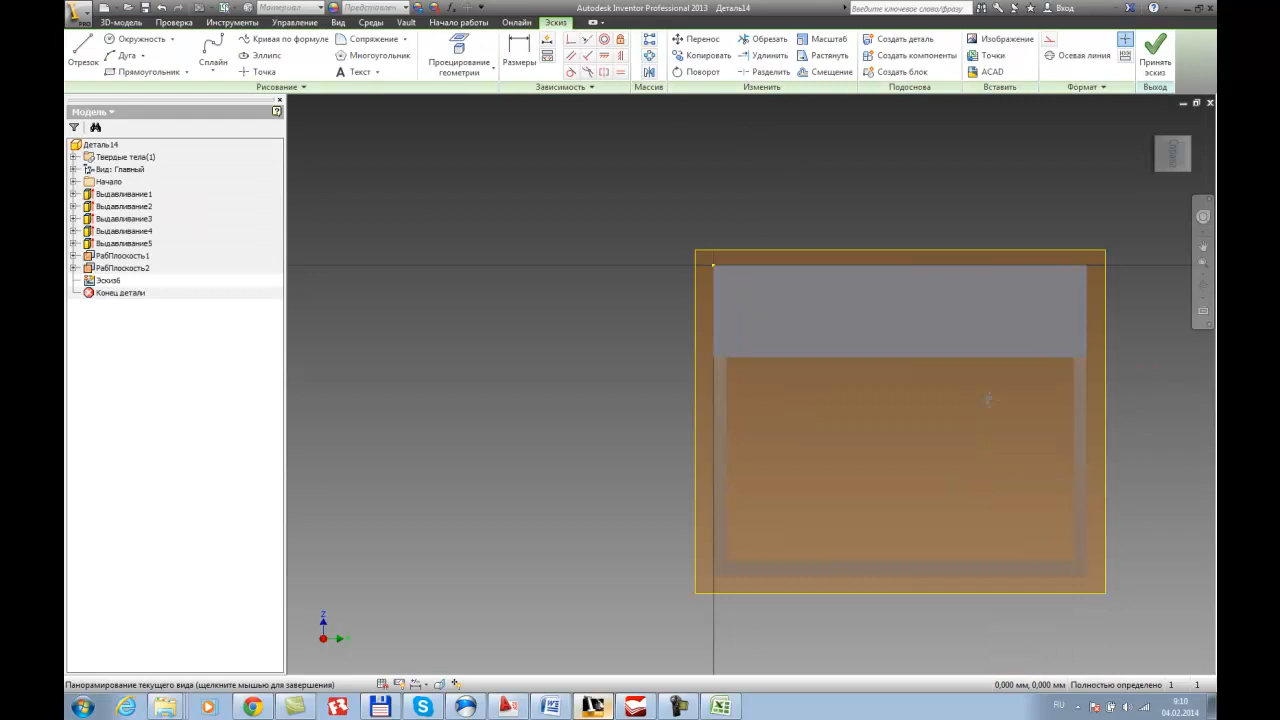 Материал
Представлен
Autodesk Inventor Professional 2013 Деталь14
Введите ключевое слово/фразу
Вход
PRO
3D-модель Проверка Инструменты Управление Вид Среды Vault Начало работы Онлайн Эскиз
Отрезок
Окружность
Дуга
Прямоугольник
Сплайн
Кривая по формуле
Эллипс
Точка
Сопряжение
Многоугольник
Текст
Проецирование
геометрии
Размеры
Перенос
Копировать
Поворот
Обрезать
Удлинить
Разделить
Масштаб
Растянуть
Смещение
Создать деталь
Создать компоненты
Создать блок
Изображение
Точки
ACAD
Осевая линия
Принять
эскиз
Рисование Зависимость Массив Изменить Подоснова Вставить Формат Выход
Модель
Деталь14
Твердые тела(1)
Вид: Главный
Начало
Выдавливание1
Выдавливание2
Выдавливание3
Выдавливание4
Выдавливание5
РабПлоскость1
РабПлоскость2
Эскиз6
Конец детали
Справа
Z
Панорамирование текущего вида (щелкните мышью для завершения)
0,000 мм, 0,000 мм Полностью определено 1 1
RU
9:10
04.02.2014